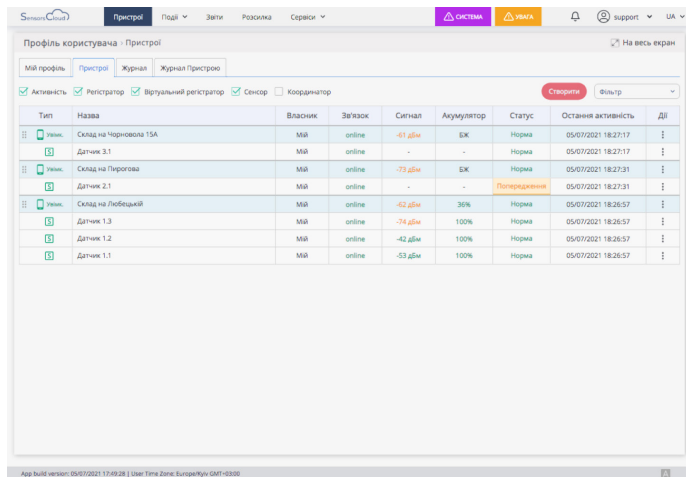 SensorsCloud Пристрої Події Звіти Розсилка Сервіси СИСТЕМА УВАГА support UA
Профіль користувача › Пристрої На весь екран
Мій профіль Пристрої Журнал Журнал Пристрою
Активність Регістратор Віртуальний регістратор Сенсор Координатор Створити Фільтр
Тип Назва Власник Зв'язок Сигнал Акумулятор Статус Остання активність Дії
Увімк. Склад на Чорновола 15А Мій online -61 дБм БЖ Норма 05/07/2021 18:27:17
S Датчик 3.1 Мій online - - Норма 05/07/2021 18:27:17
Увімк. Склад на Пирогова Мій online -73 дБм БЖ Норма 05/07/2021 18:27:31
S Датчик 2.1 Мій online - - Попередження 05/07/2021 18:27:31
Увімк. Склад на Любецькій Мій online -62 дБм 36% Норма 05/07/2021 18:26:57
S Датчик 1.3 Мій online -74 дБм 100% Норма 05/07/2021 18:26:57
S Датчик 1.2 Мій online -42 дБм 100% Норма 05/07/2021 18:26:57
S Датчик 1.1 Мій online -53 дБм 100% Норма 05/07/2021 18:26:57
App build version: 05/07/2021 17:49:28 | User Time Zone: Europe/Kyiv GMT+03:00